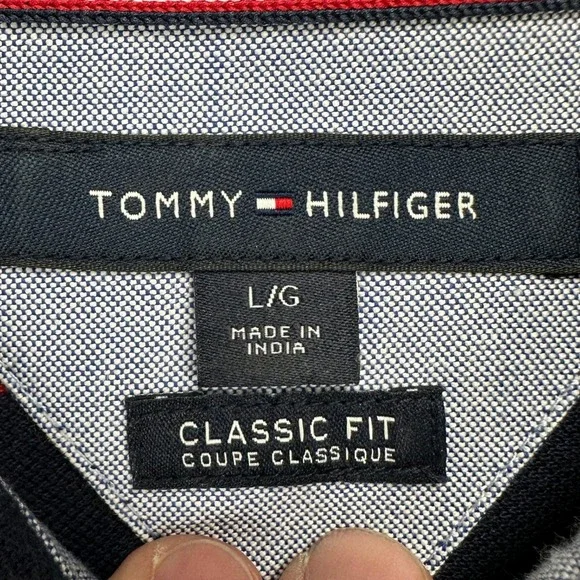 TOMMY HILFIGER
L/G
MADE IN
INDIA
CLASSIC FIT
COUPE CLASSIQUE